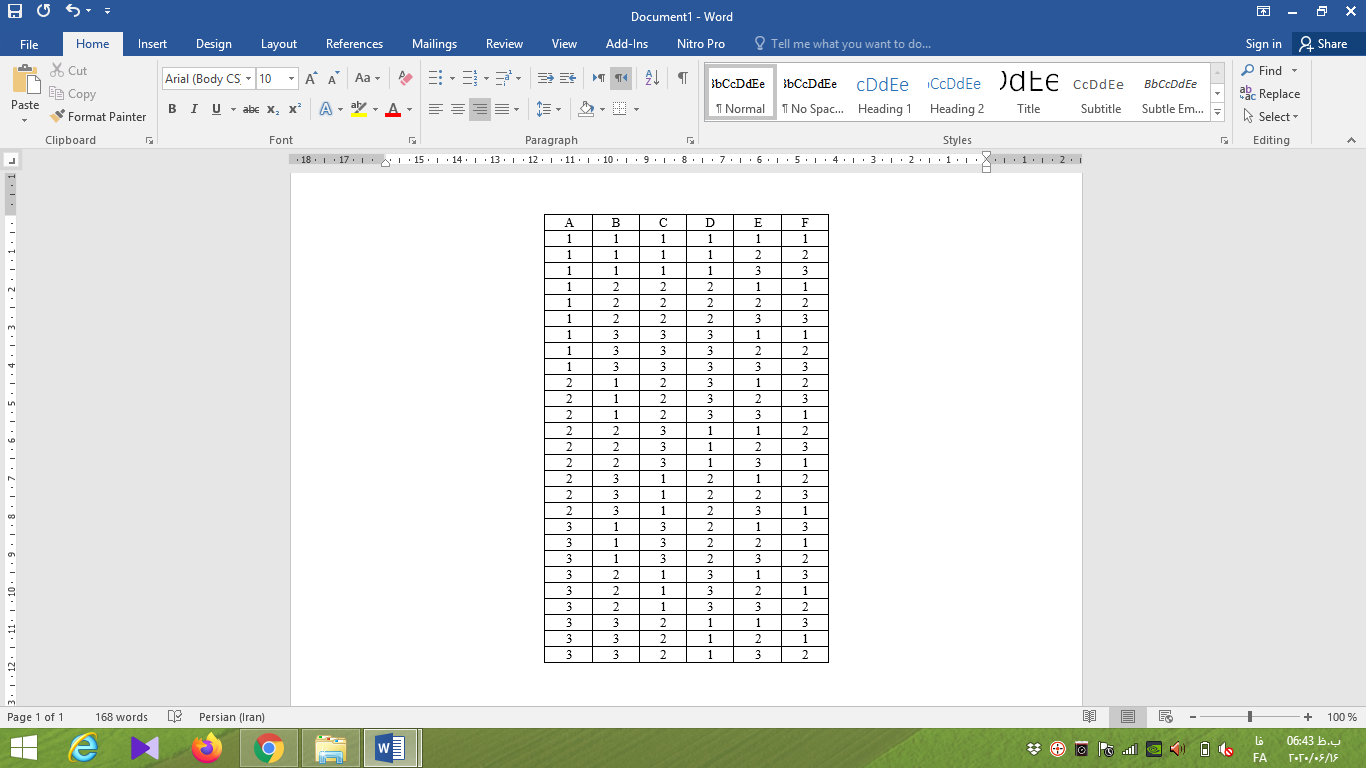 Document1 - Word
File Home Insert Design Layout References Mailings Review View Add-Ins Nitro Pro Tell me what you want to do... Sign in Share
Paste
Cut
Copy
Format Painter
Clipboard
Arial (Body CS) 10
Font
Paragraph
¶ Normal ¶ No Spac... Heading 1 Heading 2 Title Subtitle Subtle Em...
Styles
Find
Replace
Select
Editing
A B C D E F
1 1 1 1 1 1
1 1 1 1 2 2
1 1 1 1 3 3
1 2 2 2 1 1
1 2 2 2 2 2
1 2 2 2 3 3
1 3 3 3 1 1
1 3 3 3 2 2
1 3 3 3 3 3
2 1 2 3 1 2
2 1 2 3 2 3
2 1 2 3 3 1
2 2 3 1 1 2
2 2 3 1 2 3
2 2 3 1 3 1
2 3 1 2 1 2
2 3 1 2 2 3
2 3 1 2 3 1
3 1 3 2 1 3
3 1 3 2 2 1
3 1 3 2 3 2
3 2 1 3 1 3
3 2 1 3 2 1
3 2 1 3 3 2
3 3 2 1 1 3
3 3 2 1 2 1
3 3 2 1 3 2
Page 1 of 1 168 words Persian (Iran) 100 %
فا 06:43 ب.ظ
FA ۲۰۲۰/۰۶/۱۶